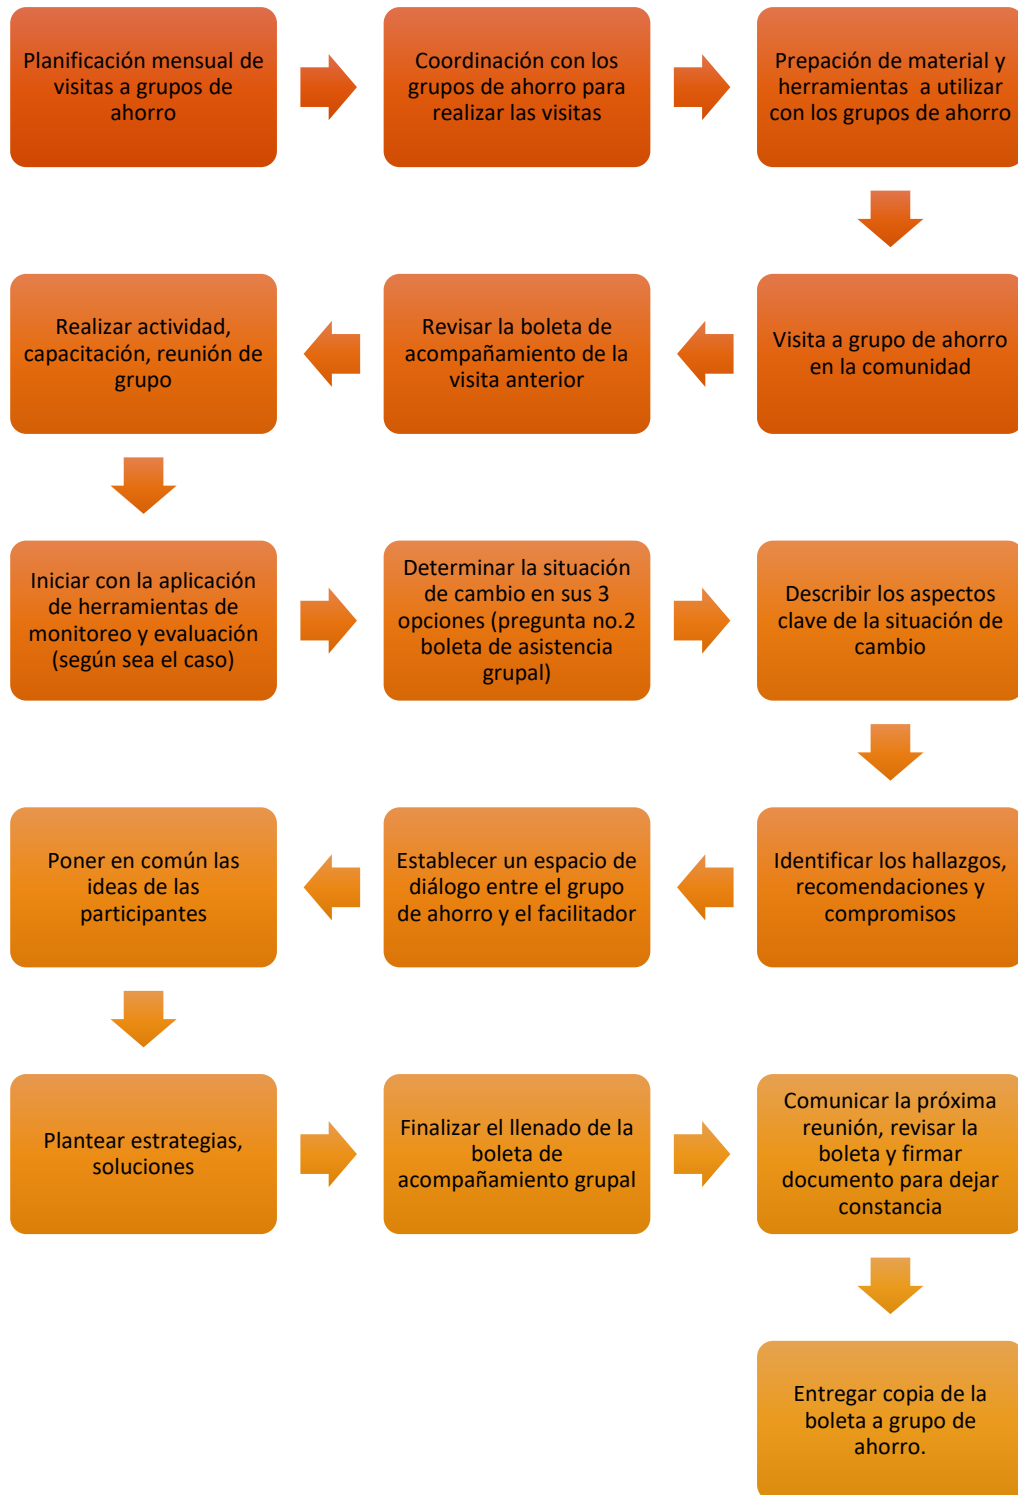 Planificación mensual de
visitas a grupos de
ahorro
Coordinación con los
grupos de ahorro para
realizar las visitas
Prepación de material y
herramientas a utilizar
con los grupos de ahorro
Visita a grupo de ahorro
en la comunidad
Revisar la boleta de
acompañamiento de la
visita anterior
Realizar actividad,
capacitación, reunión de
grupo
Iniciar con la aplicación
de herramientas de
monitoreo y evaluación
(según sea el caso)
Determinar la situación
de cambio en sus 3
opciones (pregunta no.2
boleta de asistencia
grupal)
Describir los aspectos
clave de la situación de
cambio
Identificar los hallazgos,
recomendaciones y
compromisos
Establecer un espacio de
diálogo entre el grupo
de ahorro y el facilitador
Poner en común las
ideas de las
participantes
Plantear estrategias,
soluciones
Finalizar el llenado de la
boleta de
acompañamiento grupal
Comunicar la próxima
reunión, revisar la
boleta y firmar
documento para dejar
constancia
Entregar copia de la
boleta a grupo de
ahorro.